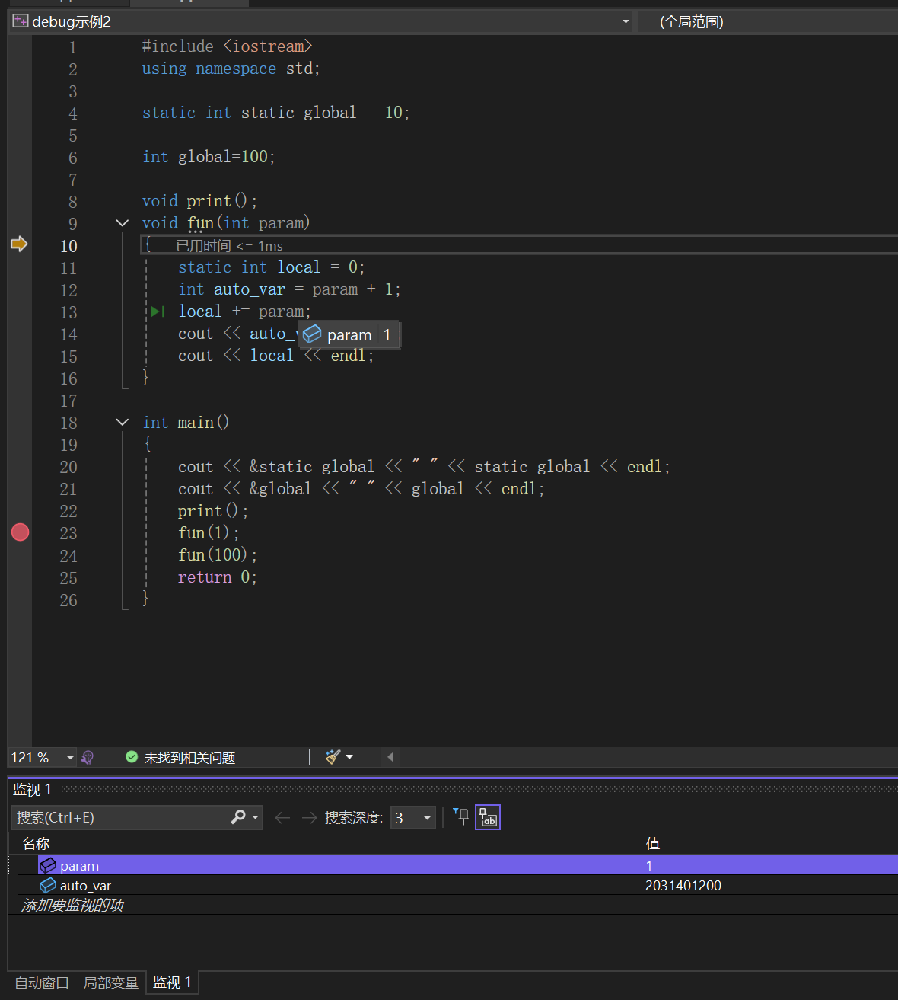 debug示例2 (全局范围)
1 #include <iostream>
2 using namespace std;
3
4 static int static_global = 10;
5
6 int global=100;
7
8 void print();
9 void fun(int param)
10 { 已用时间 <= 1ms
11 static int local = 0;
12 int auto_var = param + 1;
13 local += param;
14 cout << auto_v param 1
15 cout << local << endl;
16 }
17
18 int main()
19 {
20 cout << &static_global << " " << static_global << endl;
21 cout << &global << " " << global << endl;
22 print();
23 fun(1);
24 fun(100);
25 return 0;
26 }
121 % 未找到相关问题
监视 1
搜索(Ctrl+E) 搜索深度: 3
名称 值
param 1
auto_var 2031401200
添加要监视的项
自动窗口 局部变量 监视 1